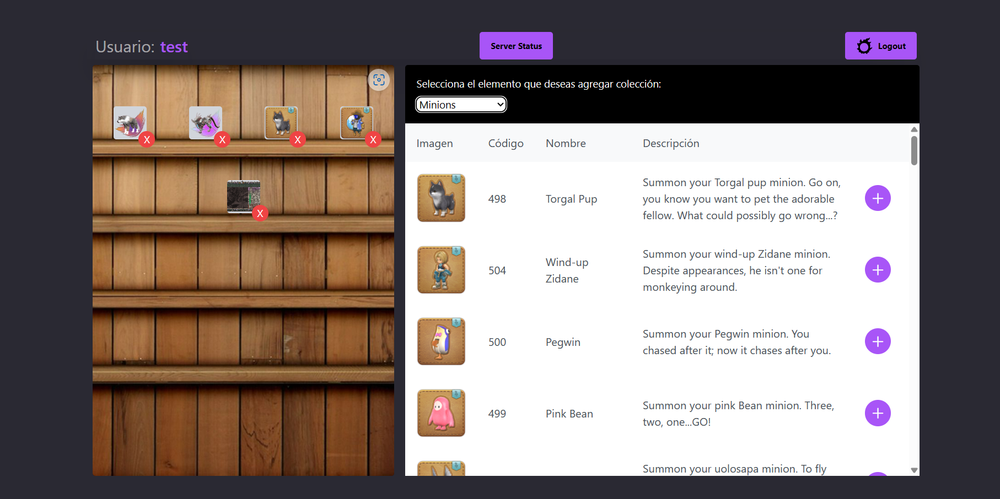 Usuario: test
Server Status
Logout
X
X
X
X
X
Selecciona el elemento que deseas agregar colección:
Minions
Imagen Código Nombre Descripción
498 Torgal Pup
Summon your Torgal pup minion. Go on,
you know you want to pet the adorable
fellow. What could possibly go wrong...?
504
Wind-up
Zidane
Summon your wind-up Zidane minion.
Despite appearances, he isn't one for
monkeying around.
500 Pegwin
Summon your Pegwin minion. You
chased after it; now it chases after you.
499 Pink Bean
Summon your pink Bean minion. Three,
two, one...GO!
Summon your uolosapa minion. To fly